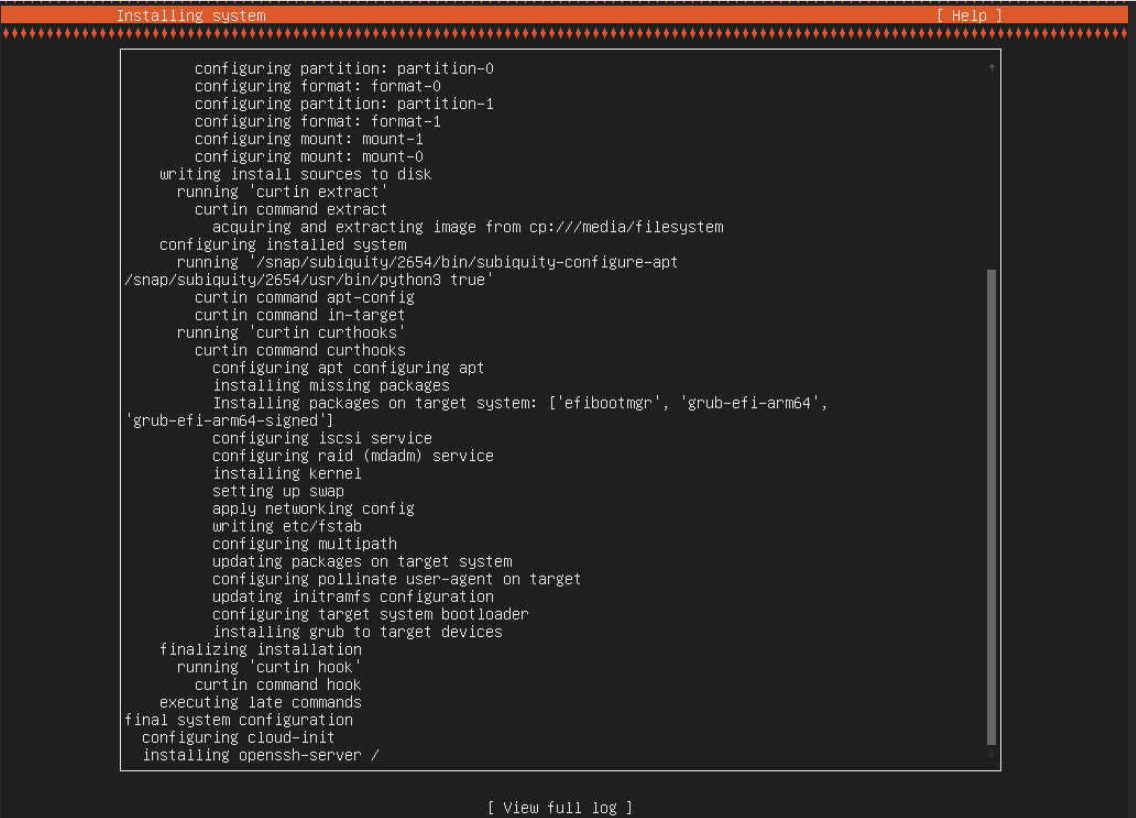 Installing system [ Help ]
configuring partition: partition-0
configuring format: format-0
configuring partition: partition-1
configuring format: format-1
configuring mount: mount-1
configuring mount: mount-0
writing install sources to disk
running 'curtin extract'
curtin command extract
acquiring and extracting image from cp:///media/filesystem
configuring installed system
running '/snap/subiquity/2654/bin/subiquity-configure-apt
/snap/subiquity/2654/usr/bin/python3 true'
curtin command apt-config
curtin command in-target
running 'curtin curthooks'
curtin command curthooks
configuring apt configuring apt
installing missing packages
Installing packages on target system: ['efibootmgr', 'grub-efi-arm64',
'grub-efi-arm64-signed']
configuring iscsi service
configuring raid (mdadm) service
installing kernel
setting up swap
apply networking config
writing etc/fstab
configuring multipath
updating packages on target system
configuring pollinate user-agent on target
updating initramfs configuration
configuring target system bootloader
installing grub to target devices
finalizing installation
running 'curtin hook'
curtin command hook
executing late commands
final system configuration
configuring cloud-init
installing openssh-server /
[ View full log ]